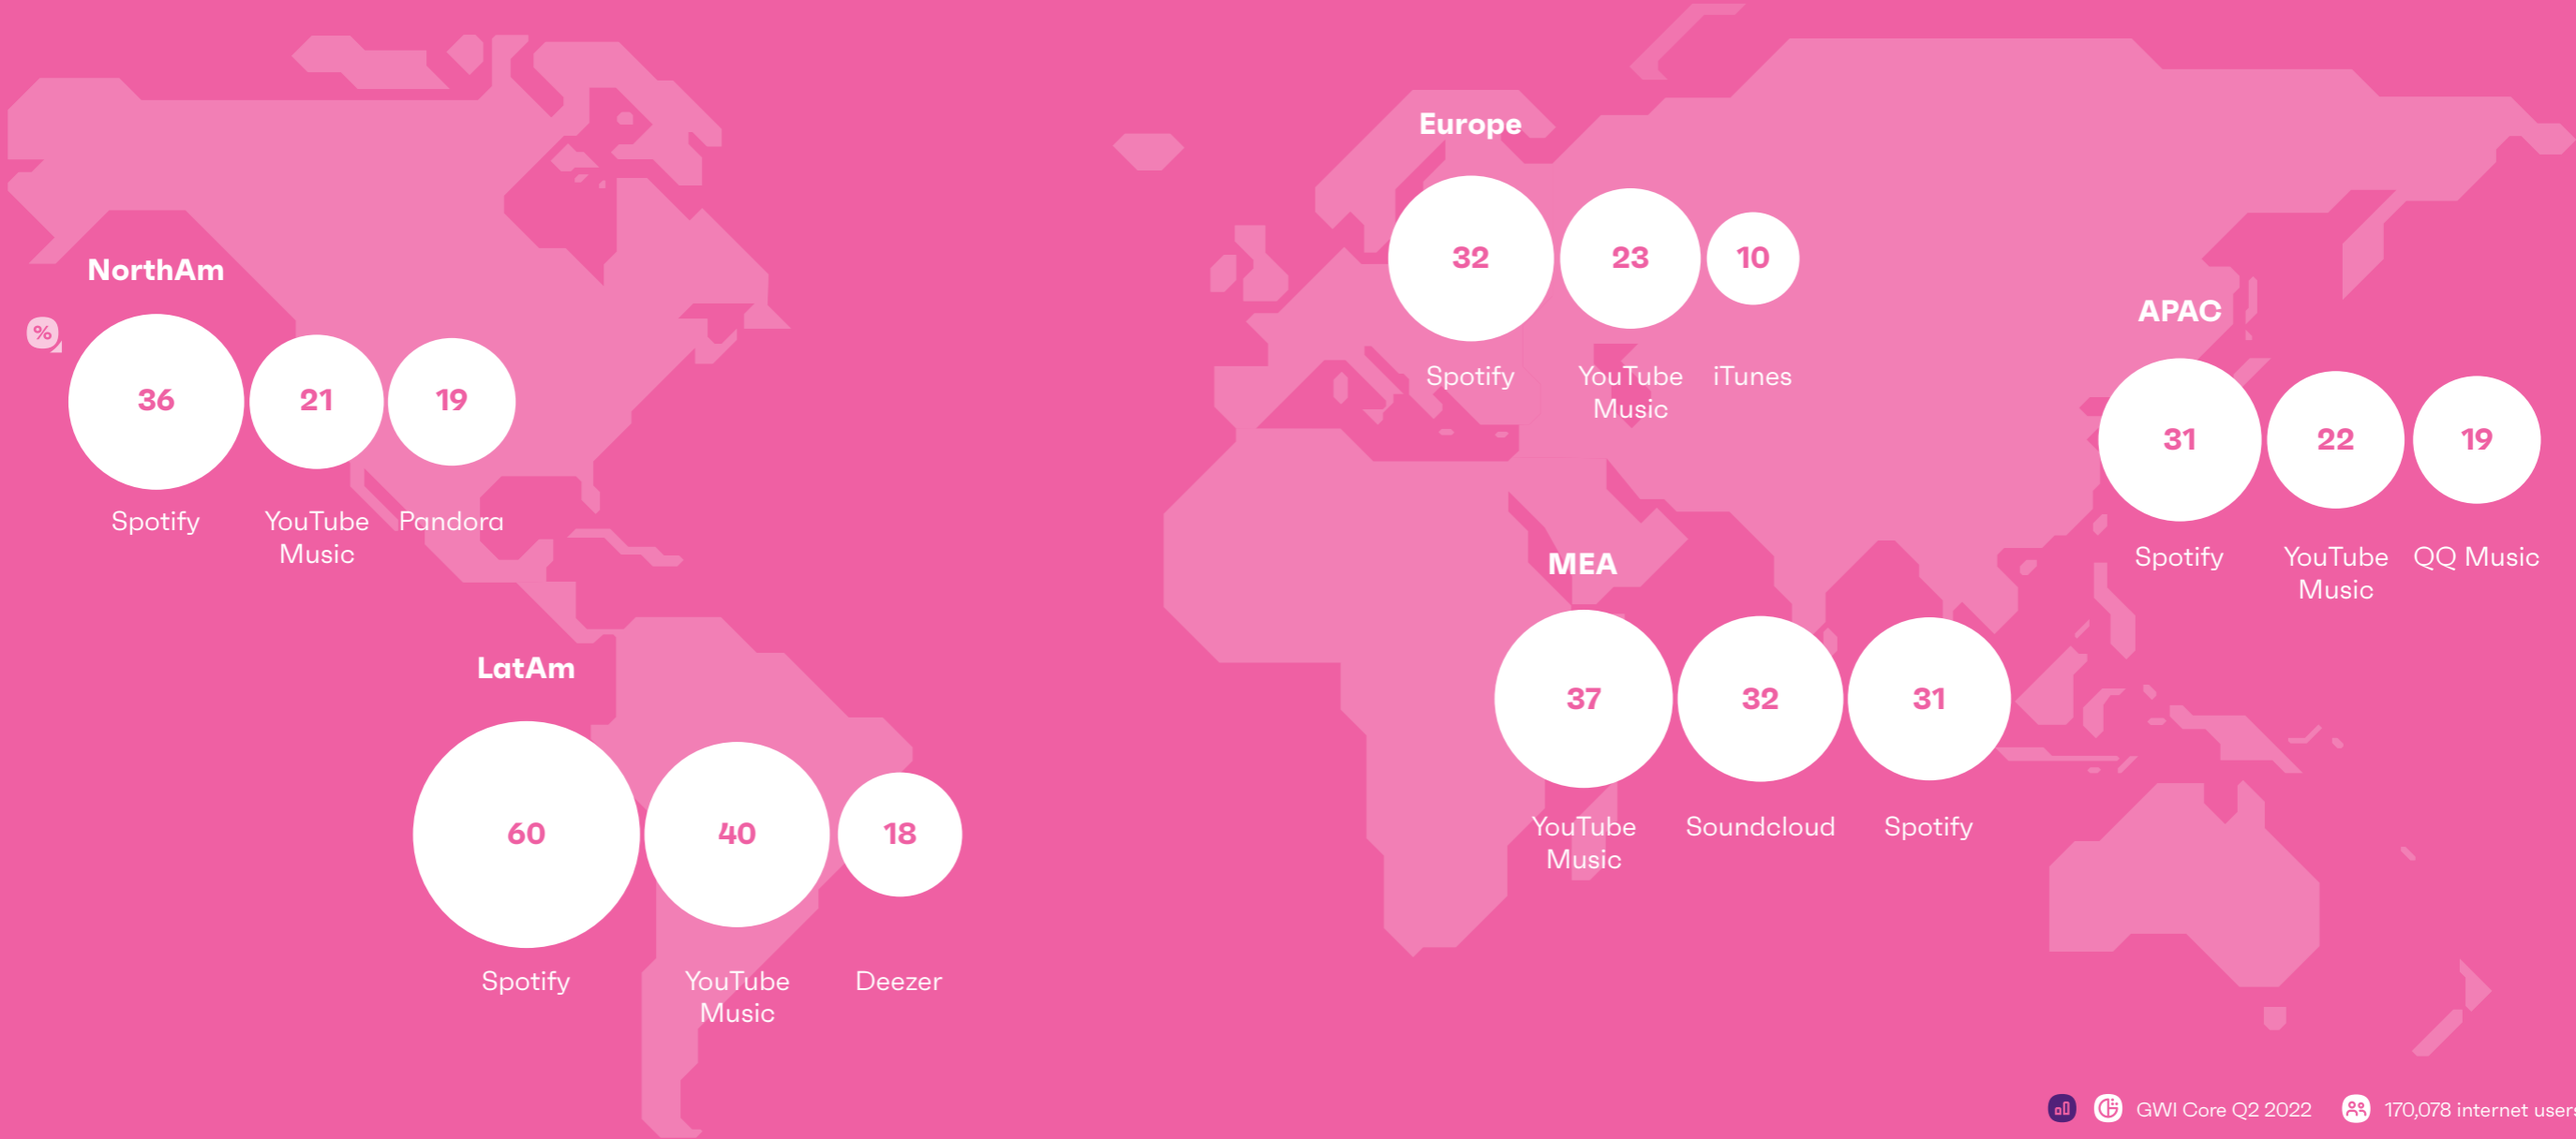 Europe
32 23 10
Spotify YouTube Music iTunes
NorthAm
%
36 21 19
Spotify YouTube Music Pandora
APAC
31 22 19
Spotify YouTube Music QQ Music
MEA
37 32 31
YouTube Music Soundcloud Spotify
LatAm
60 40 18
Spotify YouTube Music Deezer
GWI Core Q2 2022 170,078 internet users